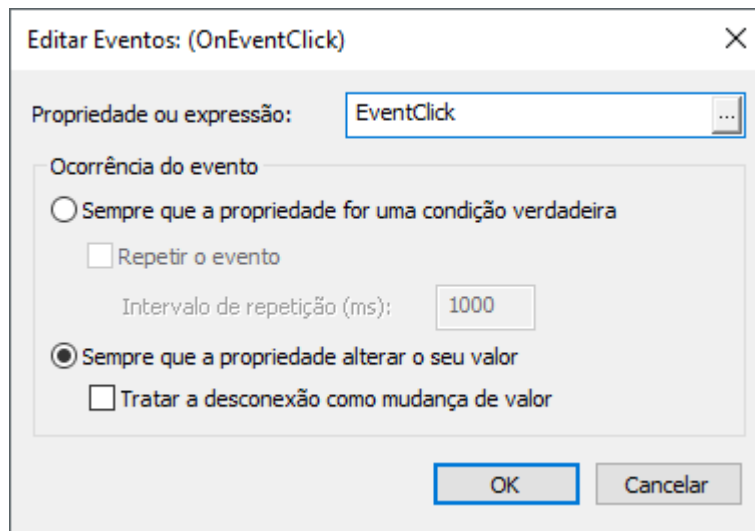 Editar Eventos: (OnEventClick)
Propriedade ou expressão: EventClick ...
Ocorrência do evento
Sempre que a propriedade for uma condição verdadeira
Repetir o evento
Intervalo de repetição (ms): 1000
Sempre que a propriedade alterar o seu valor
Tratar a desconexão como mudança de valor
OK Cancelar